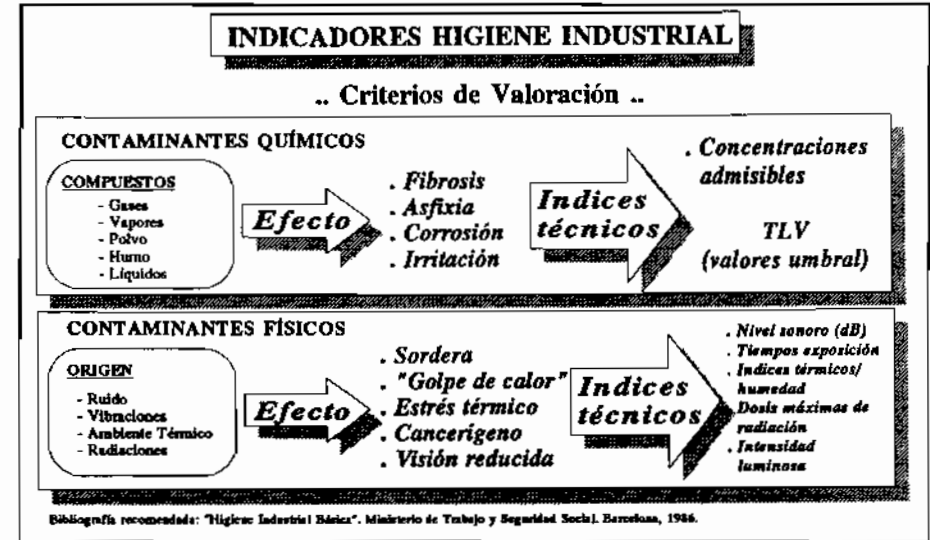 INDICADORES HIGIENE INDUSTRIAL
.. Criterios de Valoración ..
CONTAMINANTES QUÍMICOS
COMPUESTOS
- Gases
- Vapores
- Polvo
- Humo
- Líquidos
Efecto
. Fibrosis
. Asfixia
. Corrosión
. Irritación
Indices
técnicos
. Concentraciones
admisibles
TLV
(valores umbral)
CONTAMINANTES FÍSICOS
ORIGEN
- Ruido
- Vibraciones
- Ambiente Térmico
- Radiaciones
Efecto
. Sordera
. "Golpe de calor"
. Estrés térmico
. Cancerígeno
. Visión reducida
Indices
técnicos
. Nivel sonoro (dB)
. Tiempos exposición
. Indices térmicos/
humedad
. Dosis máximas de
radiación
. Intensidad
luminosa
Bibliografía recomendada: "Higiene Industrial Básica". Ministerio de Trabajo y Seguridad Social. Barcelona, 1986.